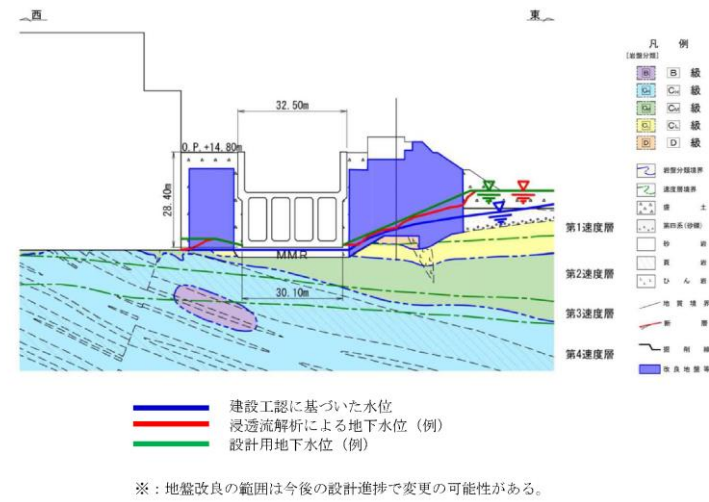 西
東
凡 例
[岩盤分類]
B 級
CH 級
CM 級
CL 級
D 級
32.50m
O.P.+14.80m
28.40m
MMR
30.10m
第1速度層
第2速度層
第3速度層
第4速度層
岩盤分類境界
速度層境界
盛 土
第四系(砂礫)
砂 岩
頁 岩
ひ ん 岩
地 質 境 界
断 層
掘 削 線
改 良 地 盤 等
建設工認に基づいた水位
浸透流解析による地下水位(例)
設計用地下水位(例)
※:地盤改良の範囲は今後の設計進捗で変更の可能性がある。